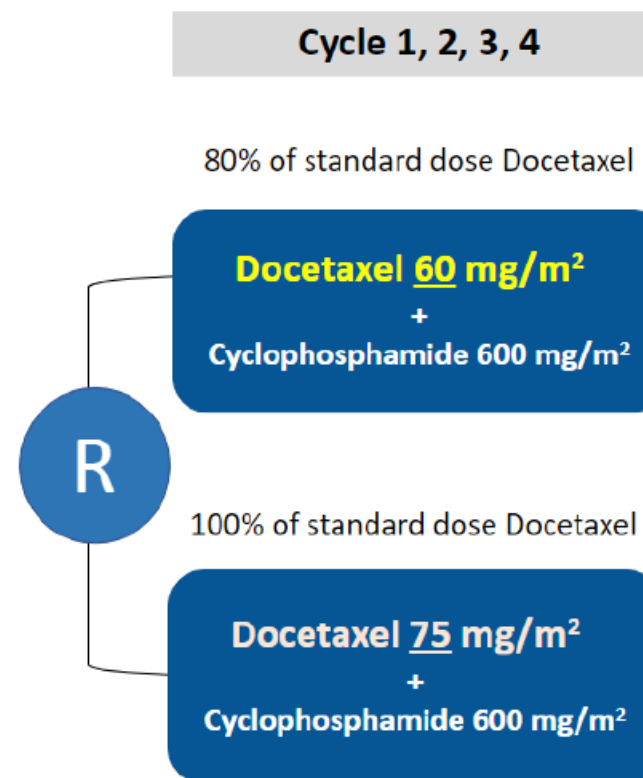 Cycle 1, 2, 3, 4
80% of standard dose Docetaxel
Docetaxel 60 mg/m²
+
Cyclophosphamide 600 mg/m²
R
100% of standard dose Docetaxel
Docetaxel 75 mg/m²
+
Cyclophosphamide 600 mg/m²